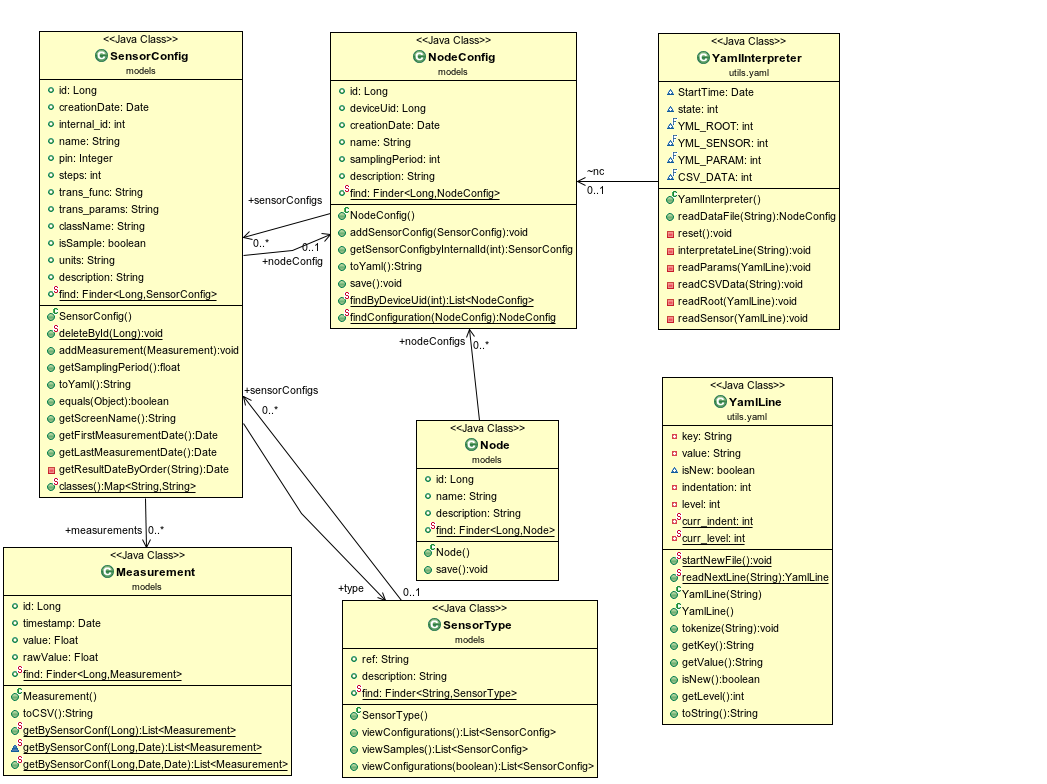 <<Java Class>>
SensorConfig
models
id: Long
creationDate: Date
internal_id: int
name: String
pin: Integer
steps: int
trans_func: String
trans_params: String
className: String
isSample: boolean
units: String
description: String
find: Finder<Long,SensorConfig>
SensorConfig()
deleteById(Long):void
addMeasurement(Measurement):void
getSamplingPeriod():float
toYaml():String
equals(Object):boolean
getScreenName():String
getFirstMeasurementDate():Date
getLastMeasurementDate():Date
getResultDateByOrder(String):Date
classes():Map<String,String>
+sensorConfigs
0..*
0..1
+nodeConfig
<<Java Class>>
NodeConfig
models
id: Long
deviceUid: Long
creationDate: Date
name: String
samplingPeriod: int
description: String
find: Finder<Long,NodeConfig>
NodeConfig()
addSensorConfig(SensorConfig):void
getSensorConfigbyInternalId(int):SensorConfig
toYaml():String
save():void
findByDeviceUid(int):List<NodeConfig>
findConfiguration(NodeConfig):NodeConfig
~nc
0..1
<<Java Class>>
YamlInterpreter
utils.yaml
StartTime: Date
state: int
YML_ROOT: int
YML_SENSOR: int
YML_PARAM: int
CSV_DATA: int
YamlInterpreter()
readDataFile(String):NodeConfig
reset():void
interpretateLine(String):void
readParams(YamlLine):void
readCSVData(String):void
readRoot(YamlLine):void
readSensor(YamlLine):void
+nodeConfigs
0..*
+sensorConfigs
0..*
<<Java Class>>
Node
models
id: Long
name: String
description: String
find: Finder<Long,Node>
Node()
save():void
<<Java Class>>
YamlLine
utils.yaml
key: String
value: String
isNew: boolean
indentation: int
level: int
curr_indent: int
curr_level: int
startNewFile():void
readNextLine(String):YamlLine
YamlLine(String)
YamlLine()
tokenize(String):void
getKey():String
getValue():String
isNew():boolean
getLevel():int
toString():String
+measurements
0..*
<<Java Class>>
Measurement
models
id: Long
timestamp: Date
value: Float
rawValue: Float
find: Finder<Long,Measurement>
Measurement()
toCSV():String
getBySensorConf(Long):List<Measurement>
getBySensorConf(Long,Date):List<Measurement>
getBySensorConf(Long,Date,Date):List<Measurement>
+type
0..1
<<Java Class>>
SensorType
models
ref: String
description: String
find: Finder<String,SensorType>
SensorType()
viewConfigurations():List<SensorConfig>
viewSamples():List<SensorConfig>
viewConfigurations(boolean):List<SensorConfig>